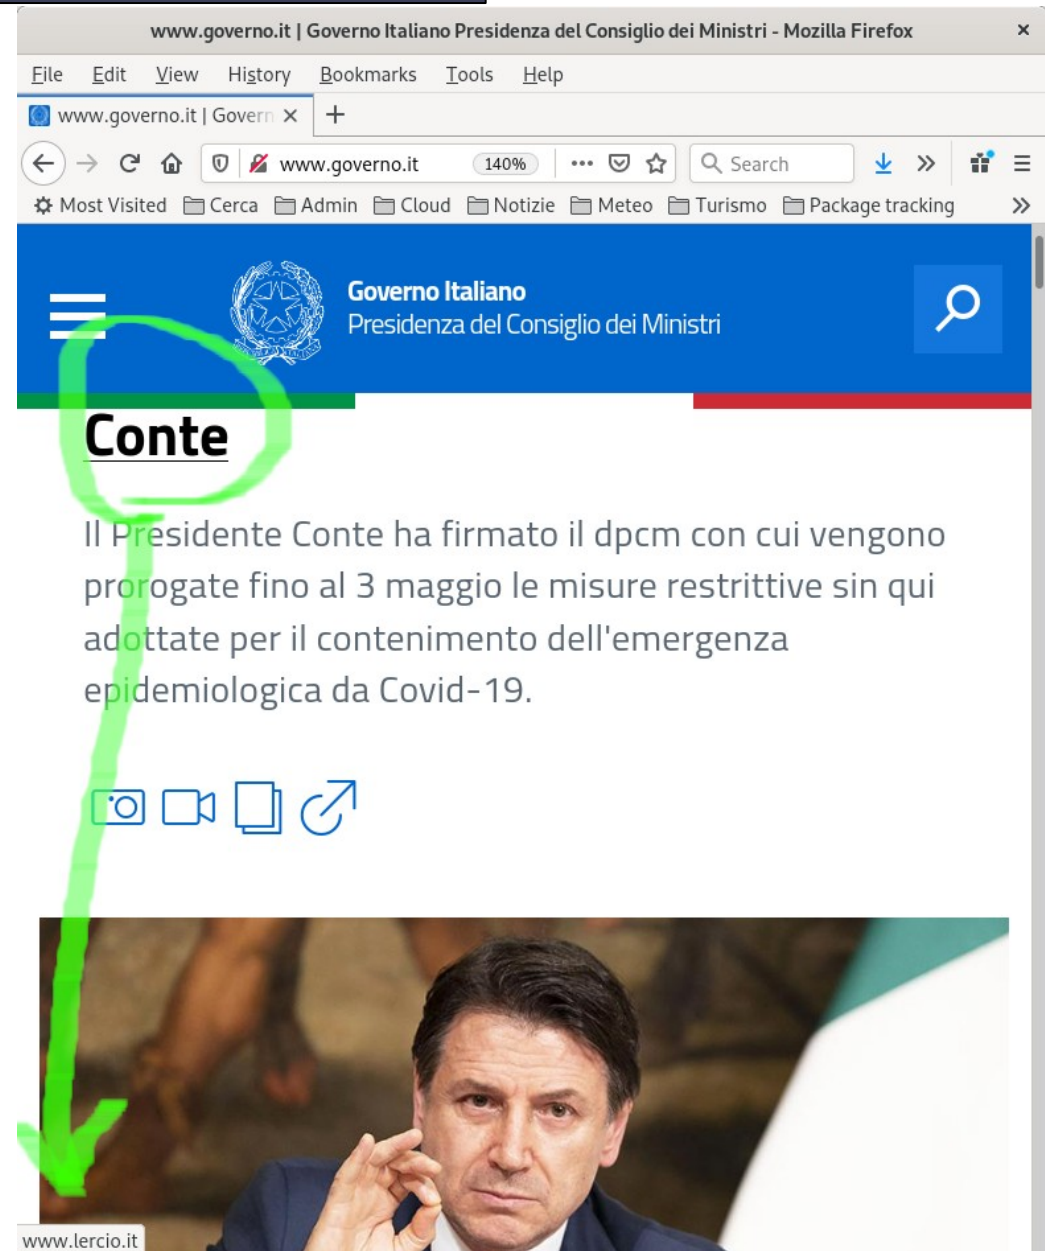 www.governo.it | Governo Italiano Presidenza del Consiglio dei Ministri - Mozilla Firefox
File Edit View History Bookmarks Tools Help
www.governo.it | Govern
www.governo.it 140% Search
Most Visited Cerca Admin Cloud Notizie Meteo Turismo Package tracking
Governo Italiano
Presidenza del Consiglio dei Ministri
Conte
Il Presidente Conte ha firmato il dpcm con cui vengono
prorogate fino al 3 maggio le misure restrittive sin qui
adottate per il contenimento dell'emergenza
epidemiologica da Covid-19.
www.lercio.it